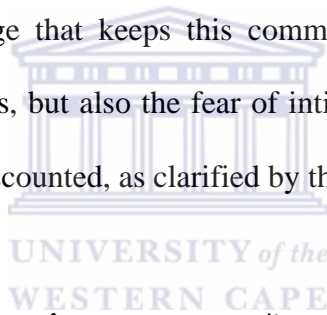 ge that keeps this comm
s, but also the fear of inti
scounted, as clarified by th
UNIVERSITY of the
WESTERN CAPE